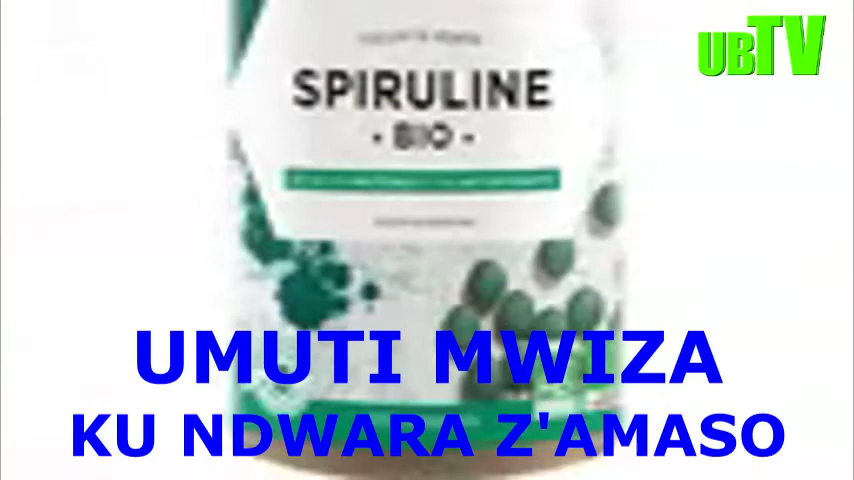 UBTV
SPIRULINE
- BIO -
UMUTI MWIZA
KU NDWARA Z'AMASO